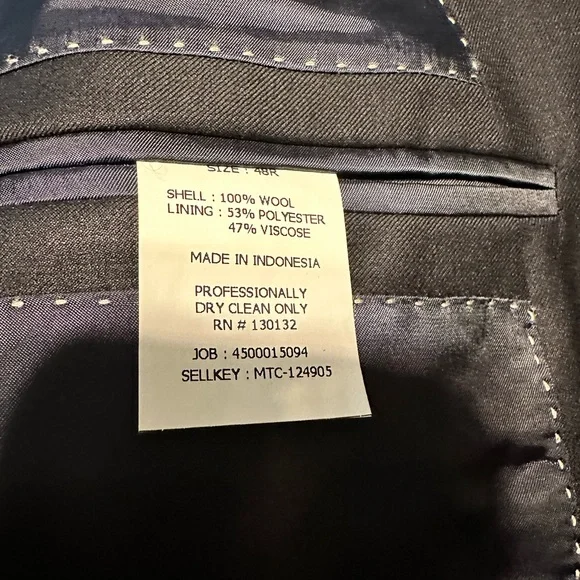 SIZE : 48R
SHELL : 100% WOOL
LINING : 53% POLYESTER
47% VISCOSE
MADE IN INDONESIA
PROFESSIONALLY
DRY CLEAN ONLY
RN # 130132
JOB : 4500015094
SELLKEY : MTC-124905